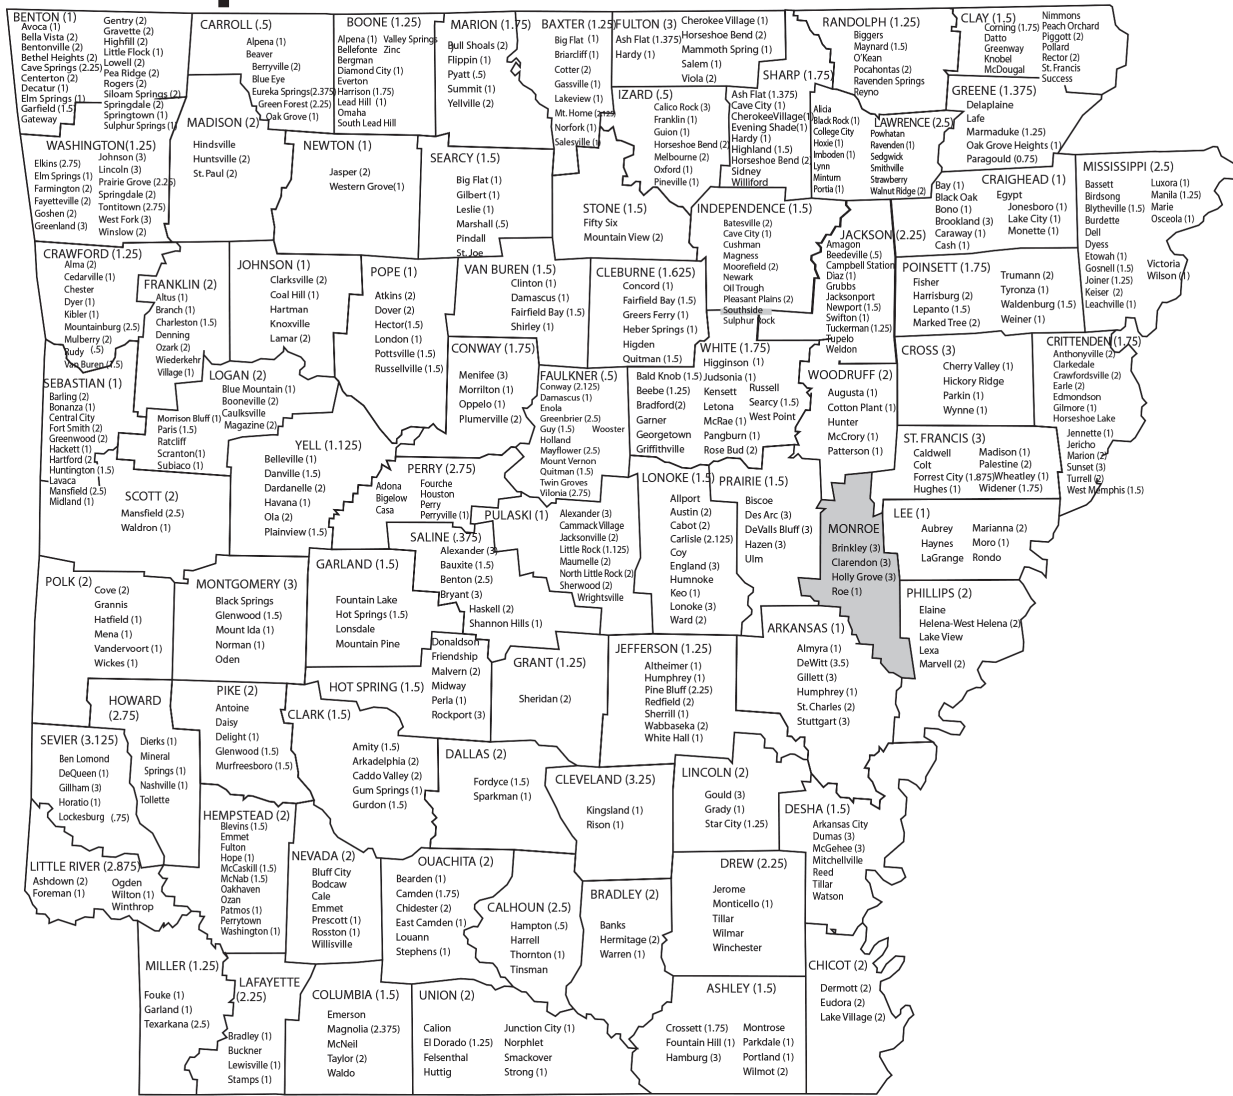 BENTON (1)
Avoca (1)
Bella Vista (2)
Bentonville (2)
Bethel Heights (2)
Cave Springs (2.25)
Centerton (2)
Decatur (1)
Elm Springs (1)
Garfield (1.5)
Gateway
Gentry (2)
Gravette (2)
Highfill (2)
Little Flock (1)
Lowell (2)
Pea Ridge (2)
Rogers (2)
Siloam Springs (2)
Springdale (2)
Springtown (1)
Sulphur Springs (1)
CARROLL (.5)
Alpena (1)
Beaver
Berryville (2)
Blue Eye
Eureka Springs(2.375)
Green Forest (2.25)
Oak Grove (1)
BOONE (1.25)
Alpena (1) Valley Springs
Bellefonte Zinc
Bergman
Diamond City (1)
Everton
Harrison (1.75)
Lead Hill (1)
Omaha
South Lead Hill
MARION (1.75)
Bull Shoals (2)
Flippin (1)
Pyatt (.5)
Summit (1)
Yellville (2)
BAXTER (1.25)
Big Flat (1)
Briarcliff (1)
Cotter (2)
Gassville (1)
Lakeview (1)
Mt. Home (2.125)
Norfork (1)
Salesville (1)
FULTON (3)
Ash Flat (1.375)
Hardy (1)
Cherokee Village (1)
Horseshoe Bend (2)
Mammoth Spring (1)
Salem (1)
Viola (2)
SHARP (1.75)
Ash Flat (1.375)
Cave City (1)
CherokeeVillage(1)
Evening Shade(1)
Hardy (1)
Highland (1.5)
Horseshoe Bend (2)
Sidney
Williford
RANDOLPH (1.25)
Biggers
Maynard (1.5)
O'Kean
Pocahontas (2)
Ravenden Springs
Reyno
CLAY (1.5)
Corning (1.75)
Datto
Greenway
Knobel
McDougal
Nimmons
Peach Orchard
Piggott (2)
Pollard
Rector (2)
St. Francis
Success
GREENE (1.375)
Delaplaine
Lafe
Marmaduke (1.25)
Oak Grove Heights (1)
Paragould (0.75)
IZARD (.5)
Calico Rock (3)
Franklin (1)
Guion (1)
Horseshoe Bend (2)
Melbourne (2)
Oxford (1)
Pineville (1)
LAWRENCE (2.5)
Alicia
Black Rock (1)
College City
Hoxie (1)
Imboden (1)
Lynn
Minturn
Portia (1)
Powhatan
Ravenden (1)
Sedgwick
Smithville
Strawberry
Walnut Ridge (2)
MADISON (2)
Hindsville
Huntsville (2)
St. Paul (2)
WASHINGTON(1.25)
Elkins (2.75)
Elm Springs (1)
Farmington (2)
Fayetteville (2)
Goshen (2)
Greenland (3)
Johnson (3)
Lincoln (3)
Prairie Grove (2.25)
Springdale (2)
Tontitown (2.75)
West Fork (3)
Winslow (2)
NEWTON (1)
Jasper (2)
Western Grove(1)
SEARCY (1.5)
Big Flat (1)
Gilbert (1)
Leslie (1)
Marshall (.5)
Pindall
St. Joe
STONE (1.5)
Fifty Six
Mountain View (2)
INDEPENDENCE (1.5)
Batesville (2)
Cave City (1)
Cushman
Magness
Moorefield (2)
Newark
Oil Trough
Pleasant Plains (2)
Southside
Sulphur Rock
JACKSON (2.25)
Amagon
Beedeville (.5)
Campbell Station
Diaz (1)
Grubbs
Jacksonport
Newport (1.5)
Swifton (1)
Tuckerman (1.25)
Tupelo
Weldon
CRAIGHEAD (1)
Bay (1)
Black Oak
Bono (1)
Brookland (3)
Caraway (1)
Cash (1)
Egypt
Jonesboro (1)
Lake City (1)
Monette (1)
MISSISSIPPI (2.5)
Bassett
Birdsong
Blytheville (1.5)
Burdette
Dell
Dyess
Etowah (1)
Gosnell (1.5)
Joiner (1.25)
Keiser (2)
Leachville (1)
Luxora (1)
Manila (1.25)
Marie
Osceola (1)
Victoria
Wilson (1)
CRAWFORD (1.25)
Alma (2)
Cedarville (1)
Chester
Dyer (1)
Kibler (1)
Mountainburg (2.5)
Mulberry (2)
Rudy (.5)
Van Buren (1.5)
FRANKLIN (2)
Altus (1)
Branch (1)
Charleston (1.5)
Denning
Ozark (2)
Wiederkehr
Village (1)
JOHNSON (1)
Clarksville (2)
Coal Hill (1)
Hartman
Knoxville
Lamar (2)
POPE (1)
Atkins (2)
Dover (2)
Hector(1.5)
London (1)
Pottsville (1.5)
Russellville (1.5)
VAN BUREN (1.5)
Clinton (1)
Damascus (1)
Fairfield Bay (1.5)
Shirley (1)
CLEBURNE (1.625)
Concord (1)
Fairfield Bay (1.5)
Greers Ferry (1)
Heber Springs (1)
Higden
Quitman (1.5)
POINSETT (1.75)
Fisher
Harrisburg (2)
Lepanto (1.5)
Marked Tree (2)
Trumann (2)
Tyronza (1)
Waldenburg (1.5)
Weiner (1)
CONWAY (1.75)
Menifee (3)
Morrilton (1)
Oppelo (1)
Plumerville (2)
FAULKNER (.5)
Conway (2.125)
Damascus (1)
Enola
Greenbrier (2.5)
Guy (1.5) Wooster
Holland
Mayflower (2.5)
Mount Vernon
Quitman (1.5)
Twin Groves
Vilonia (2.75)
WHITE (1.75)
Bald Knob (1.5)
Beebe (1.25)
Bradford(2)
Garner
Georgetown
Griffithville
Higginson (1)
Judsonia (1)
Kensett
Letona
McRae (1)
Pangburn (1)
Rose Bud (2)
Russell
Searcy (1.5)
West Point
WOODRUFF (2)
Augusta (1)
Cotton Plant (1)
Hunter
McCrory (1)
Patterson (1)
CROSS (3)
Cherry Valley (1)
Hickory Ridge
Parkin (1)
Wynne (1)
CRITTENDEN(1.75)
Anthonyville (2)
Clarkedale
Crawfordsville (2)
Earle (2)
Edmondson
Gilmore (1)
Horseshoe Lake
Jennette (1)
Jericho
Marion (2)
Sunset (3)
Turrell (2)
West Memphis (1.5)
SEBASTIAN (1)
Barling (2)
Bonanza (1)
Central City
Fort Smith (2)
Greenwood (2)
Hackett (1)
Hartford (2)
Huntington (1.5)
Lavaca
Mansfield (2.5)
Midland (1)
LOGAN (2)
Blue Mountain (1)
Booneville (2)
Caulksville
Magazine (2)
Morrison Bluff (1)
Paris (1.5)
Ratcliff
Scranton(1)
Subiaco (1)
YELL (1.125)
Belleville (1)
Danville (1.5)
Dardanelle (2)
Havana (1)
Ola (2)
Plainview (1.5)
SCOTT (2)
Mansfield (2.5)
Waldron (1)
PERRY (2.75)
Adona
Bigelow
Casa
Fourche
Houston
Perry
Perryville (1)
PULASKI (1)
Alexander (3)
Cammack Village
Jacksonville (2)
Little Rock (1.125)
Maumelle (2)
North Little Rock (2)
Sherwood (2)
Wrightsville
LONOKE (1.5)
Allport
Austin (2)
Cabot (2)
Carlisle (2.125)
Coy
England (3)
Humnoke
Keo (1)
Lonoke (3)
Ward (2)
PRAIRIE (1.5)
Biscoe
Des Arc (3)
DeValls Bluff (3)
Hazen (3)
Ulm
MONROE
Brinkley (3)
Clarendon (3)
Holly Grove (3)
Roe (1)
ST. FRANCIS (3)
Caldwell
Colt
Forrest City (1.875)
Hughes (1)
Madison (1)
Palestine (2)
Wheatley (1)
Widener (1.75)
LEE (1)
Aubrey
Haynes
LaGrange
Marianna (2)
Moro (1)
Rondo
PHILLIPS (2)
Elaine
Helena-West Helena (2)
Lake View
Lexa
Marvell (2)
SALINE (.375)
Alexander (3)
Bauxite (1.5)
Benton (2.5)
Bryant (3)
Haskell (2)
Shannon Hills (1)
GARLAND (1.5)
Fountain Lake
Hot Springs (1.5)
Lonsdale
Mountain Pine
POLK (2)
Cove (2)
Grannis
Hatfield (1)
Mena (1)
Vandervoort (1)
Wickes (1)
MONTGOMERY (3)
Black Springs
Glenwood (1.5)
Mount Ida (1)
Norman (1)
Oden
HOT SPRING (1.5)
Donaldson
Friendship
Malvern (2)
Midway
Perla (1)
Rockport (3)
GRANT (1.25)
Sheridan (2)
JEFFERSON (1.25)
Altheimer (1)
Humphrey (1)
Pine Bluff (2.25)
Redfield (2)
Sherrill (1)
Wabbaseka (2)
White Hall (1)
ARKANSAS (1)
Almyra (1)
DeWitt (3.5)
Gillett (3)
Humphrey (1)
St. Charles (2)
Stuttgart (3)
HOWARD
(2.75)
Dierks (1)
Mineral
Springs (1)
Nashville (1)
Tollette
PIKE (2)
Antoine
Daisy
Delight (1)
Glenwood (1.5)
Murfreesboro (1.5)
CLARK (1.5)
Amity (1.5)
Arkadelphia (2)
Caddo Valley (2)
Gum Springs (1)
Gurdon (1.5)
SEVIER (3.125)
Ben Lomond
DeQueen (1)
Gillham (3)
Horatio (1)
Lockesburg (.75)
DALLAS (2)
Fordyce (1.5)
Sparkman (1)
CLEVELAND (3.25)
Kingsland (1)
Rison (1)
LINCOLN (2)
Gould (3)
Grady (1)
Star City (1.25)
DESHA (1.5)
Arkansas City
Dumas (3)
McGehee (3)
Mitchellville
Reed
Tillar
Watson
HEMPSTEAD (2)
Blevins (1.5)
Emmet
Fulton
Hope (1)
McCaskill (1.5)
McNab (1.5)
Oakhaven
Ozan
Patmos (1)
Perrytown
Washington (1)
LITTLE RIVER (2.875)
Ashdown (2)
Foreman (1)
Ogden
Wilton (1)
Winthrop
NEVADA (2)
Bluff City
Bodcaw
Cale
Emmet
Prescott (1)
Rosston (1)
Willisville
OUACHITA (2)
Bearden (1)
Camden (1.75)
Chidester (2)
East Camden (1)
Louann
Stephens (1)
CALHOUN (2.5)
Hampton (.5)
Harrell
Thornton (1)
Tinsman
BRADLEY (2)
Banks
Hermitage (2)
Warren (1)
DREW (2.25)
Jerome
Monticello (1)
Tillar
Wilmar
Winchester
MILLER (1.25)
Fouke (1)
Garland (1)
Texarkana (2.5)
LAFAYETTE
(2.25)
Bradley (1)
Buckner
Lewisville (1)
Stamps (1)
COLUMBIA (1.5)
Emerson
Magnolia (2.375)
McNeil
Taylor (2)
Waldo
UNION (2)
Calion
El Dorado (1.25)
Felsenthal
Huttig
Junction City (1)
Norphlet
Smackover
Strong (1)
ASHLEY (1.5)
Crossett (1.75)
Fountain Hill (1)
Hamburg (3)
Montrose
Parkdale (1)
Portland (1)
Wilmot (2)
CHICOT (2)
Dermott (2)
Eudora (2)
Lake Village (2)